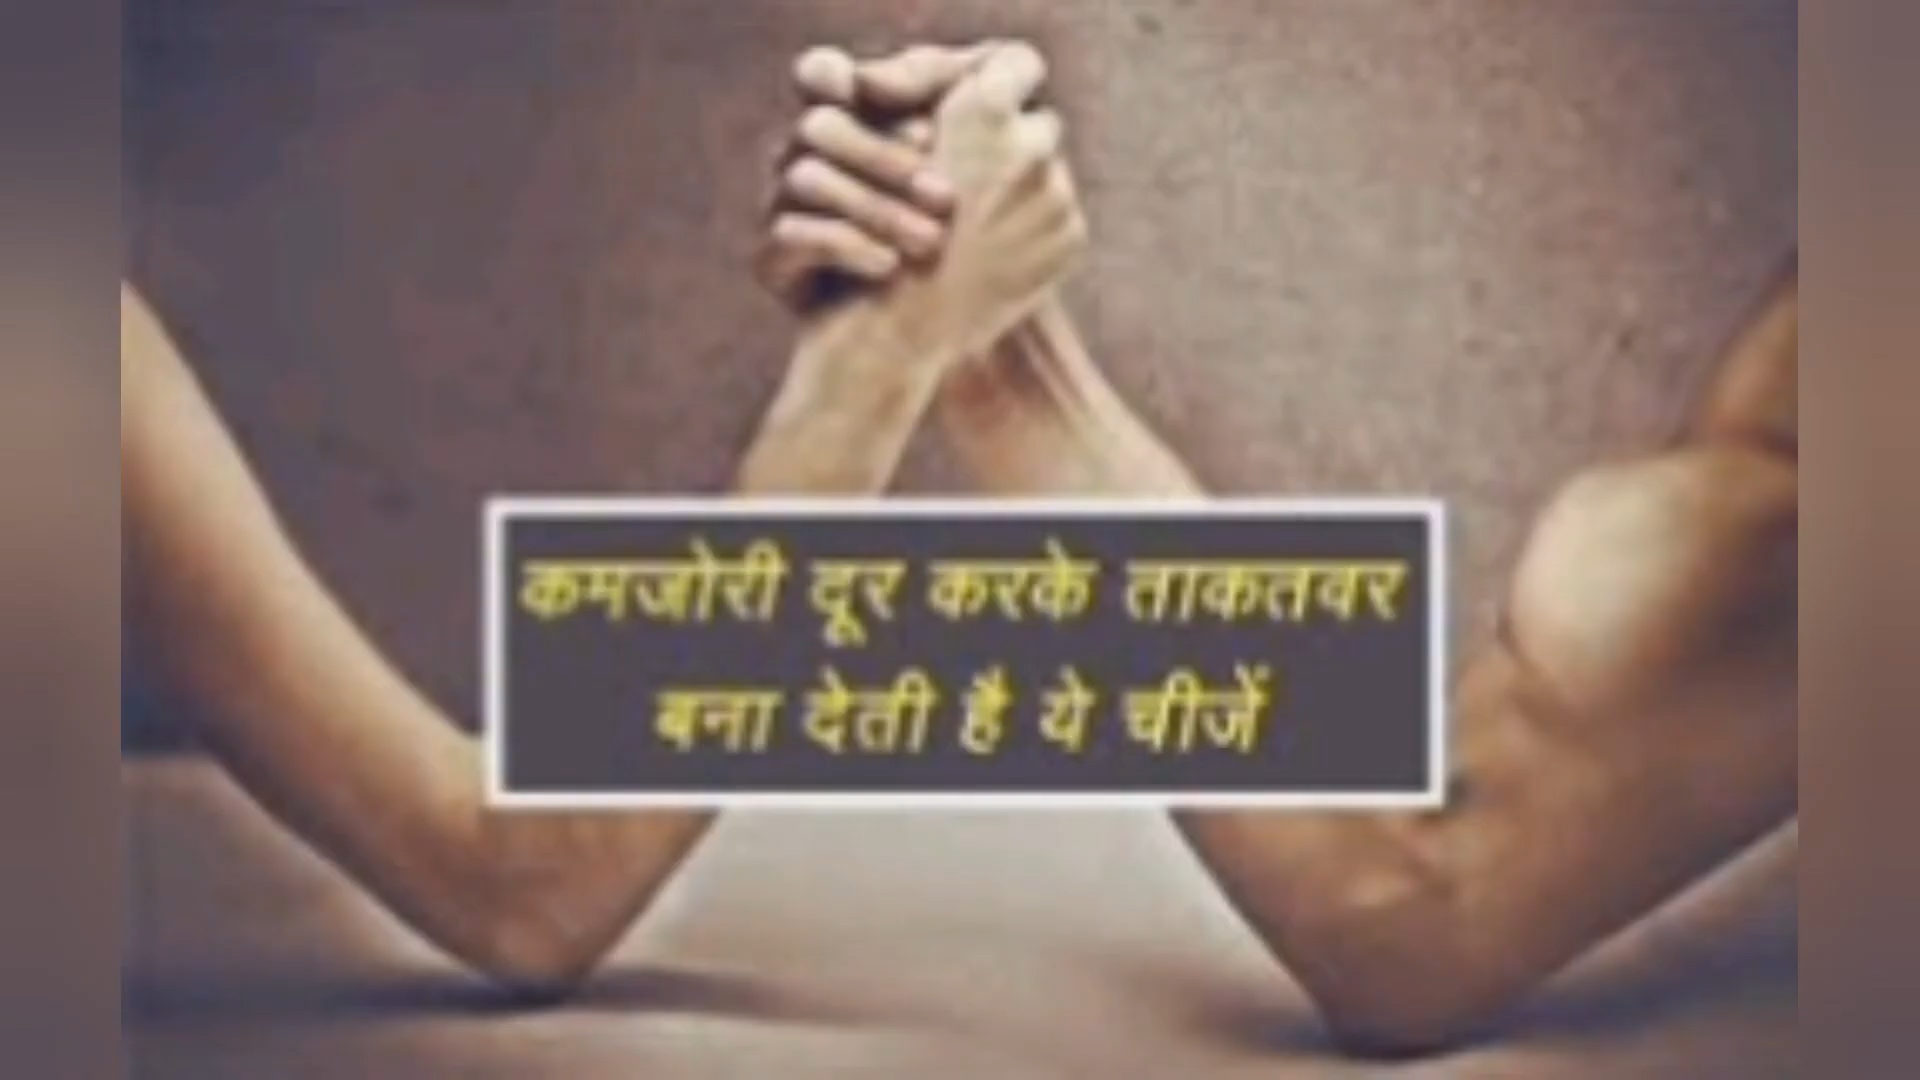 कमजोरी दूर करके ताकतवर
बना देती है ये चीजें